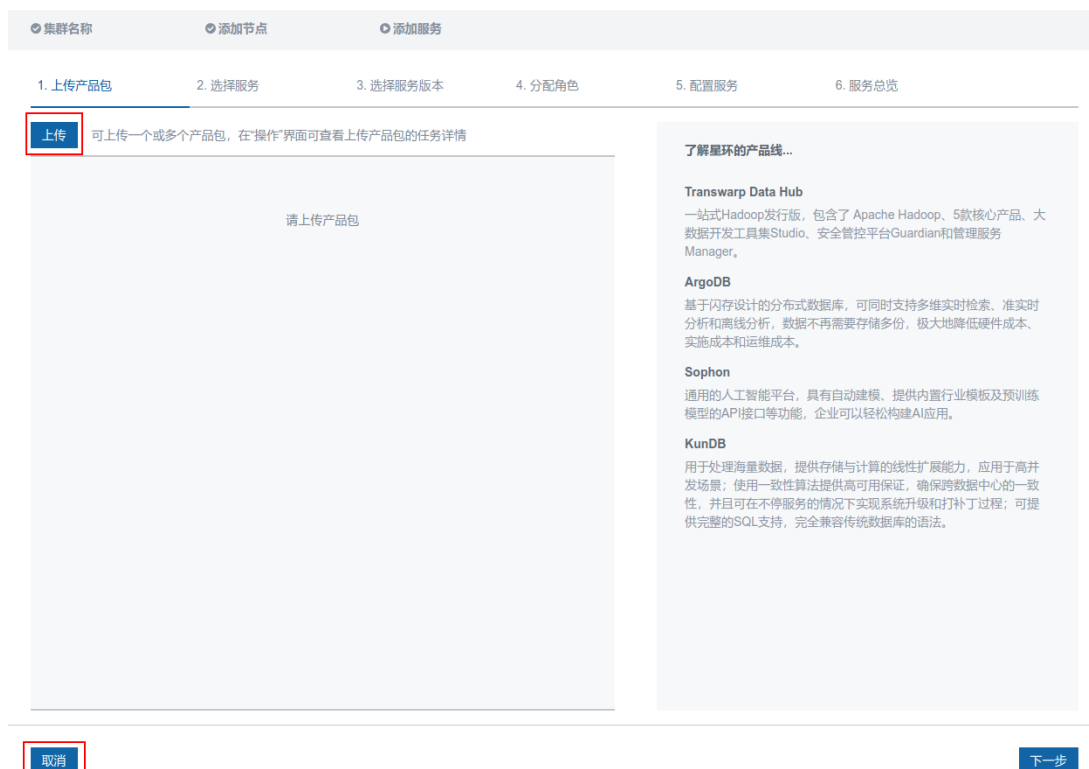 集群名称 添加节点 添加服务
1. 上传产品包 2. 选择服务 3. 选择服务版本 4. 分配角色 5. 配置服务 6. 服务总览
上传 可上传一个或多个产品包，在“操作”界面可查看上传产品包的任务详情
请上传产品包
了解星环的产品线...
Transwarp Data Hub
一站式Hadoop发行版，包含了 Apache Hadoop、5款核心产品、大
数据开发工具集Studio、安全管控平台Guardian和管理服务
Manager。
ArgoDB
基于闪存设计的分布式数据库，可同时支持多维实时检索、准实时
分析和离线分析，数据不再需要存储多份，极大地降低硬件成本、
实施成本和运维成本。
Sophon
通用的人工智能平台，具有自动建模、提供内置行业模板及预训练
模型的API接口等功能，企业可以轻松构建AI应用。
KunDB
用于处理海量数据，提供存储与计算的线性扩展能力，应用于高并
发场景；使用一致性算法提供高可用保证，确保跨数据中心的一致
性，并且可在不停服务的情况下实现系统升级和打补丁过程；可提
供完整的SQL支持，完全兼容传统数据库的语法。
取消 下一步